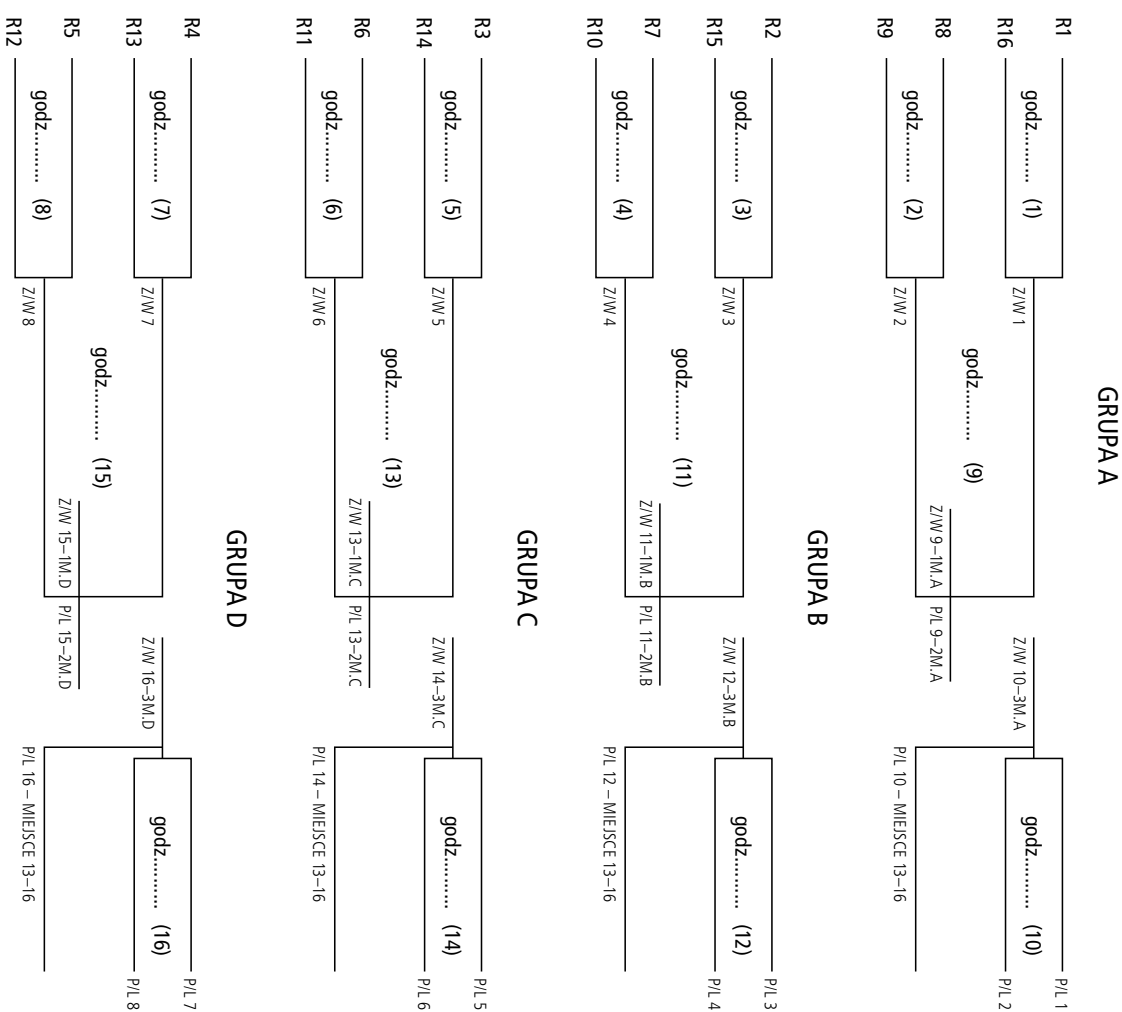 GRUPA A
R1
godz.......... (1)
R16
Z/W 1
R8
godz.......... (2)
R9
Z/W 2
godz.......... (9)
Z/W 9–1M.A
P/L 9–2M.A
Z/W 10–3M.A
P/L 10 – MIEJSCE 13–16
godz.......... (10)
P/L 1
P/L 2
GRUPA B
R2
godz.......... (3)
R15
Z/W 3
R7
godz.......... (4)
R10
Z/W 4
godz.......... (11)
Z/W 11–1M.B
P/L 11–2M.B
Z/W 12–3M.B
P/L 12 – MIEJSCE 13–16
godz.......... (12)
P/L 3
P/L 4
GRUPA C
R3
godz.......... (5)
R14
Z/W 5
R6
godz.......... (6)
R11
Z/W 6
godz.......... (13)
Z/W 13–1M.C
P/L 13–2M.C
Z/W 14–3M.C
P/L 14 – MIEJSCE 13–16
godz.......... (14)
P/L 5
P/L 6
GRUPA D
R4
godz.......... (7)
R13
Z/W 7
R5
godz.......... (8)
R12
Z/W 8
godz.......... (15)
Z/W 15–1M.D
P/L 15–2M.D
Z/W 16–3M.D
P/L 16 – MIEJSCE 13–16
godz.......... (16)
P/L 7
P/L 8